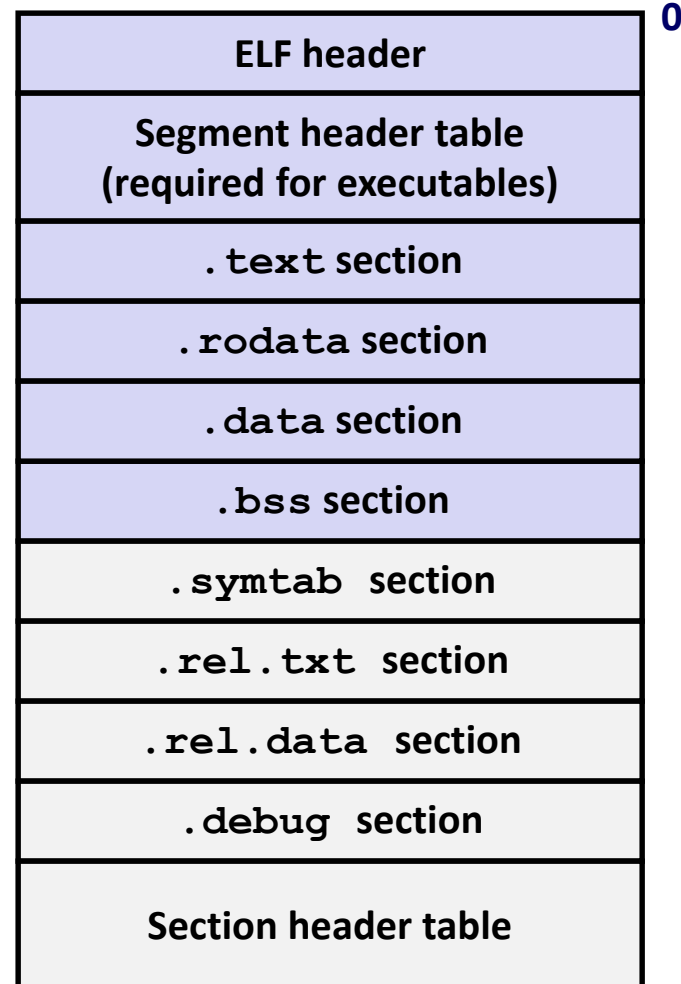 0
ELF header
Segment header table
(required for executables)
.text section
.rodata section
.data section
.bss section
.symtab section
.rel.txt section
.rel.data section
.debug section
Section header table